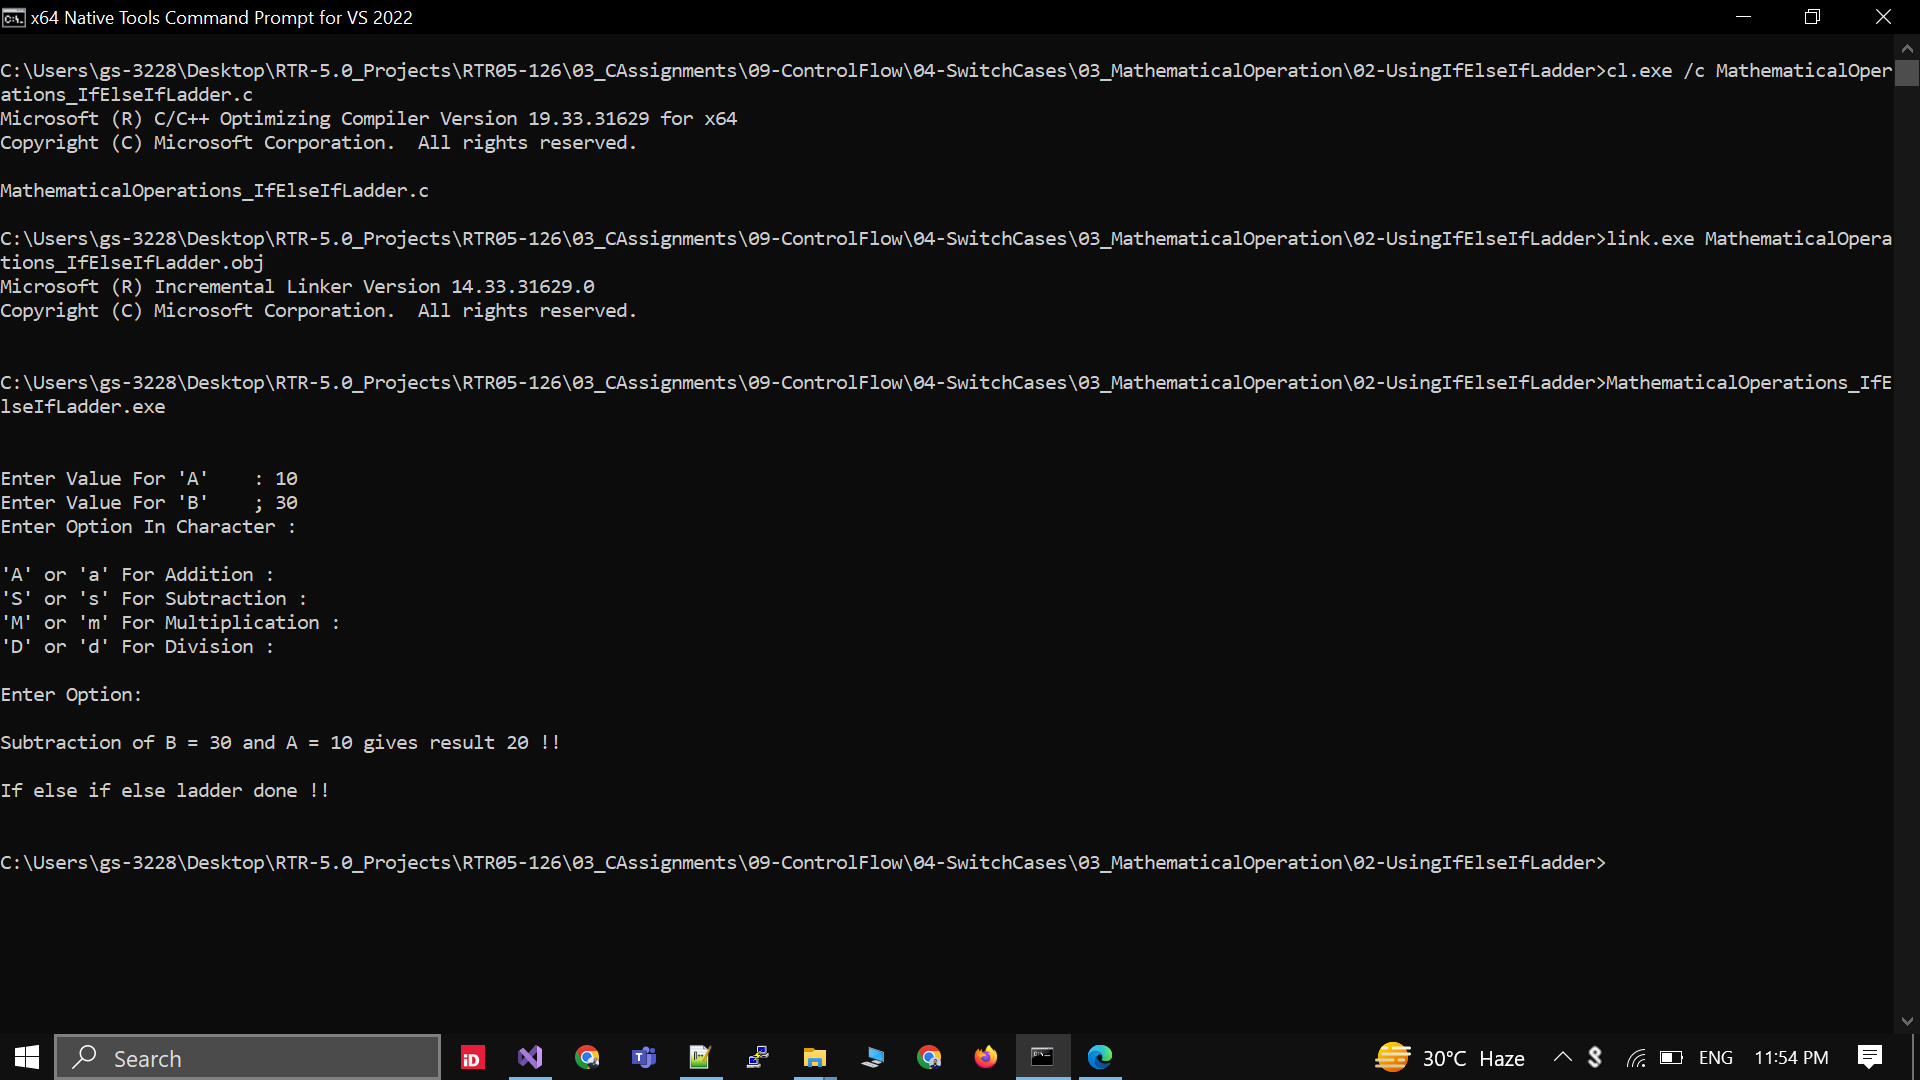 x64 Native Tools Command Prompt for VS 2022
C:\Users\gs-3228\Desktop\RTR-5.0_Projects\RTR05-126\03_CAssignments\09-ControlFlow\04-SwitchCases\03_MathematicalOperation\02-UsingIfElseIfLadder>cl.exe /c MathematicalOper
ations_IfElseIfLadder.c
Microsoft (R) C/C++ Optimizing Compiler Version 19.33.31629 for x64
Copyright (C) Microsoft Corporation.  All rights reserved.
MathematicalOperations_IfElseIfLadder.c
C:\Users\gs-3228\Desktop\RTR-5.0_Projects\RTR05-126\03_CAssignments\09-ControlFlow\04-SwitchCases\03_MathematicalOperation\02-UsingIfElseIfLadder>link.exe MathematicalOpera
tions_IfElseIfLadder.obj
Microsoft (R) Incremental Linker Version 14.33.31629.0
Copyright (C) Microsoft Corporation.  All rights reserved.
C:\Users\gs-3228\Desktop\RTR-5.0_Projects\RTR05-126\03_CAssignments\09-ControlFlow\04-SwitchCases\03_MathematicalOperation\02-UsingIfElseIfLadder>MathematicalOperations_IfE
lseIfLadder.exe
Enter Value For 'A'    : 10
Enter Value For 'B'    ; 30
Enter Option In Character :
'A' or 'a' For Addition :
'S' or 's' For Subtraction :
'M' or 'm' For Multiplication :
'D' or 'd' For Division :
Enter Option:
Subtraction of B = 30 and A = 10 gives result 20 !!
If else if else ladder done !!
C:\Users\gs-3228\Desktop\RTR-5.0_Projects\RTR05-126\03_CAssignments\09-ControlFlow\04-SwitchCases\03_MathematicalOperation\02-UsingIfElseIfLadder>
Search
30°C Haze
ENG
11:54 PM